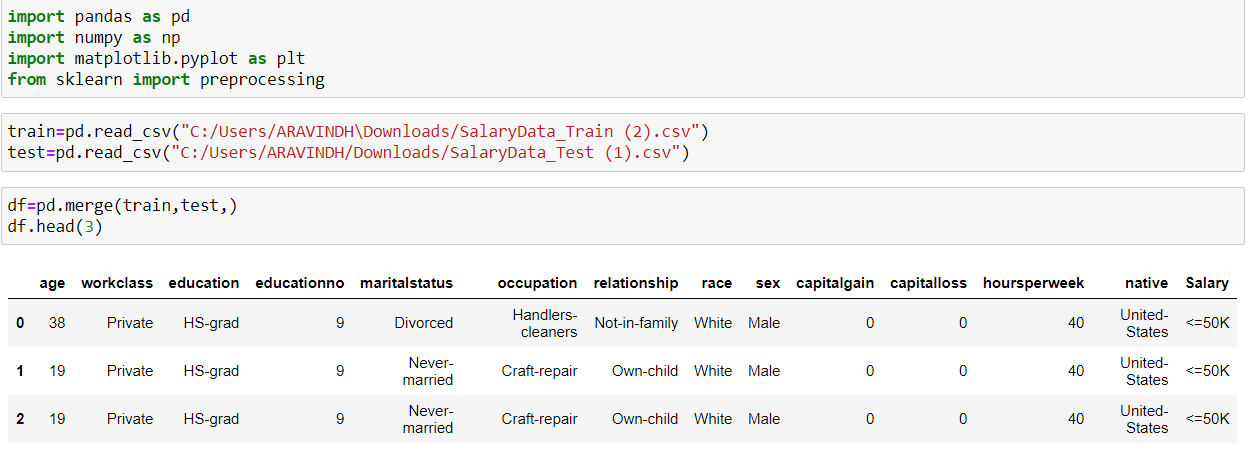 import pandas as pd
import numpy as np
import matplotlib.pyplot as plt
from sklearn import preprocessing
train=pd.read_csv("C:/Users/ARAVINDH\Downloads/SalaryData_Train (2).csv")
test=pd.read_csv("C:/Users/ARAVINDH/Downloads/SalaryData_Test (1).csv")
df=pd.merge(train,test,)
df.head(3)
age workclass education educationno maritalstatus occupation relationship race sex capitalgain capitalloss hoursperweek native Salary
0 38 Private HS-grad 9 Divorced Handlers-cleaners Not-in-family White Male 0 0 40 United-States <=50K
1 19 Private HS-grad 9 Never-married Craft-repair Own-child White Male 0 0 40 United-States <=50K
2 19 Private HS-grad 9 Never-married Craft-repair Own-child White Male 0 0 40 United-States <=50K